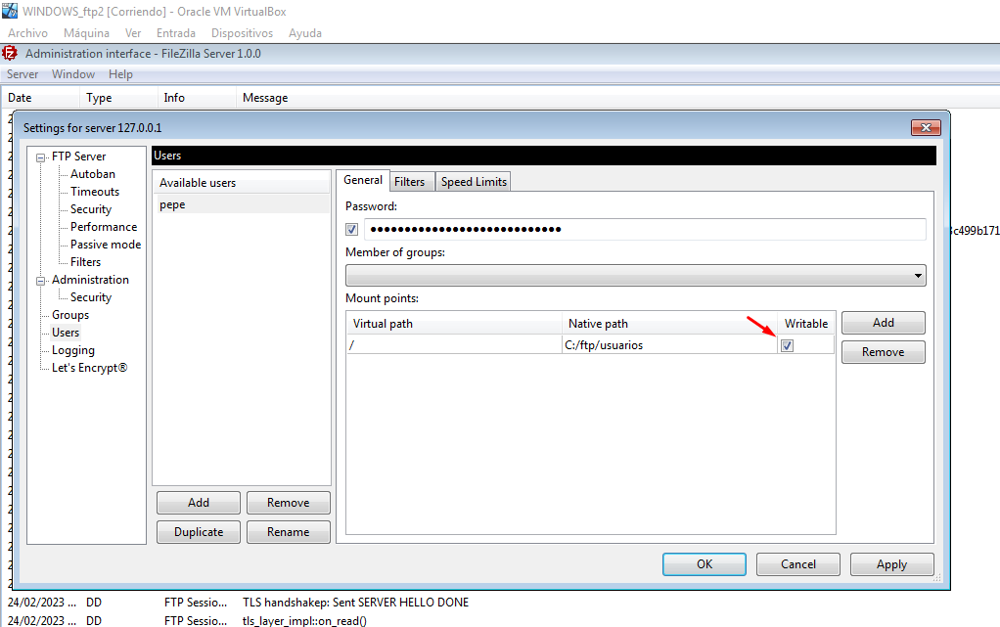 WINDOWS_ftp2 [Corriendo] - Oracle VM VirtualBox
Archivo Máquina Ver Entrada Dispositivos Ayuda
Administration interface - FileZilla Server 1.0.0
Server Window Help
Date Type Info Message
Settings for server 127.0.0.1
FTP Server
Autoban
Timeouts
Security
Performance
Passive mode
Filters
Administration
Security
Groups
Users
Logging
Let's Encrypt®
Users
Available users
pepe
Add Remove
Duplicate Rename
General Filters Speed Limits
Password:
••••••••••••••••••••••••••••
Member of groups:
Mount points:
Virtual path Native path Writable
/ C:/ftp/usuarios
Add
Remove
OK Cancel Apply
c499b171
24/02/2023 ... DD FTP Sessio... TLS handshakep: Sent SERVER HELLO DONE
24/02/2023 ... DD FTP Sessio... tls_layer_impl::on_read()